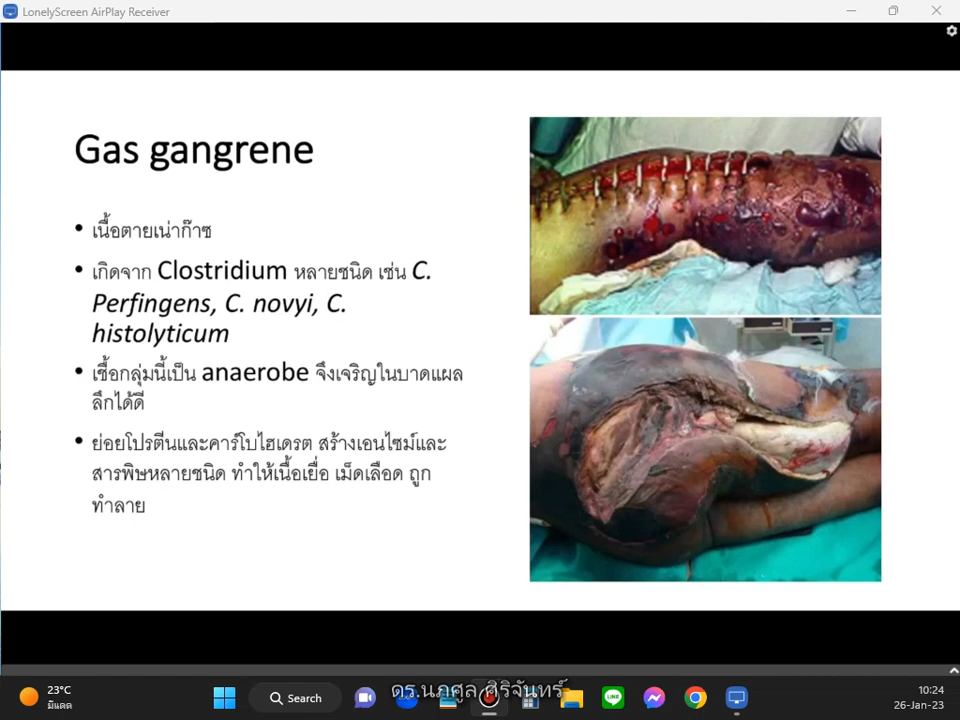 LonelyScreen AirPlay Receiver
Gas gangrene
• เนื้อตายเน่าก๊าซ
• เกิดจาก Clostridium หลายชนิด เช่น C.
Perfingens, C. novyi, C.
histolyticum
• เชื้อกลุ่มนี้เป็น anaerobe จึงเจริญในบาดแผล
ลึกได้ดี
• ย่อยโปรตีนและคาร์โบไฮเดรต สร้างเอนไซม์และ
สารพิษหลายชนิด ทำให้เนื้อเยื่อ เม็ดเลือด ถูก
ทำลาย
23°C
มีแดด
Search
ดร.นภศูล ศิริจันทร์
10:24
26-Jan-23